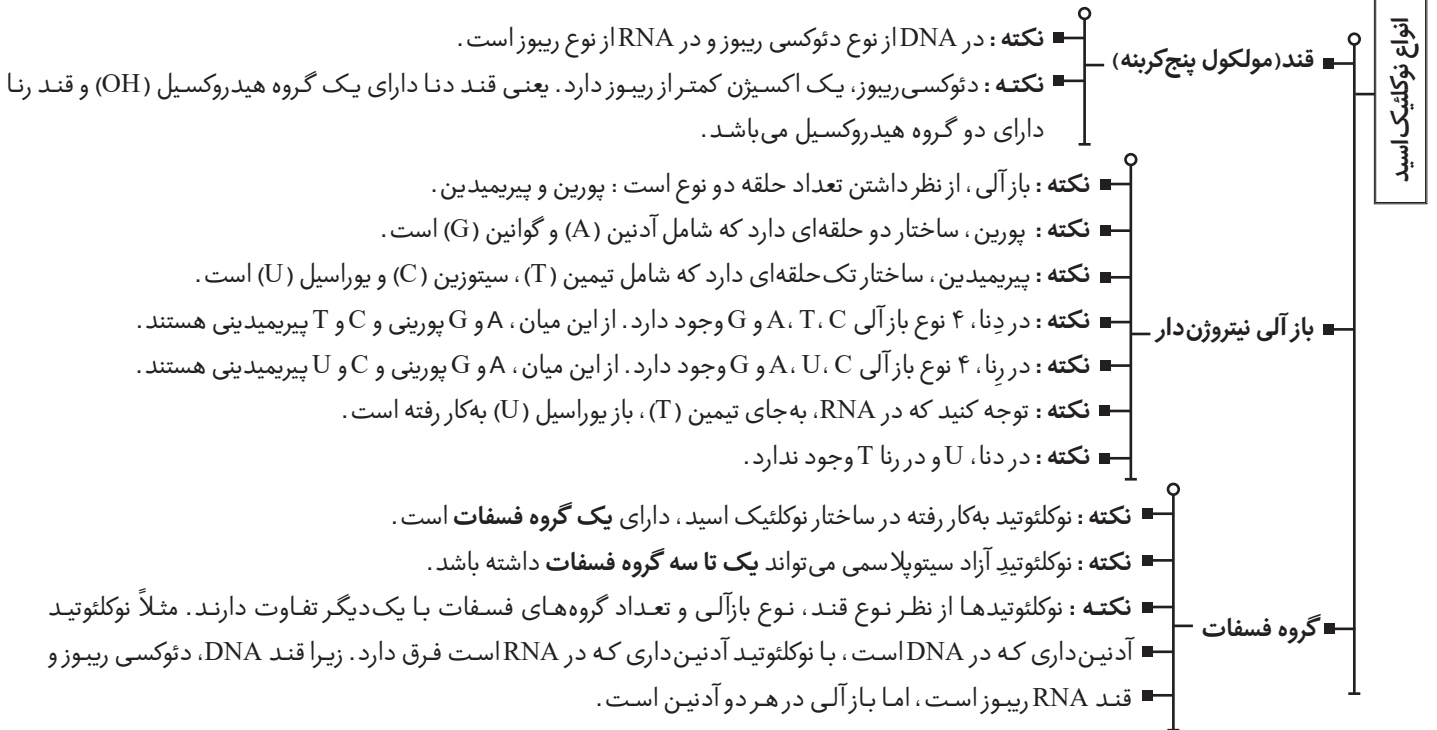 انواع نوکلئیک‌اسید
قند(مولکول پنج‌کربنه)
نکته : در DNA از نوع دئوکسی ریبوز و در RNA از نوع ریبوز است .
نکته : دئوکسی‌ریبوز، یک اکسیژن کمتر از ریبوز دارد . یعنی قند دنا دارای یک گروه هیدروکسیل (OH) و قند رنا
دارای دو گروه هیدروکسیل می‌باشد .
باز آلی نیتروژن‌دار
نکته : باز آلی ، از نظر داشتن تعداد حلقه دو نوع است : پورین و پیریمیدین .
نکته : پورین ، ساختار دو حلقه‌ای دارد که شامل آدنین (A) و گوانین (G) است .
نکته : پیریمیدین ، ساختار تک‌حلقه‌ای دارد که شامل تیمین (T) ، سیتوزین (C) و یوراسیل (U) است .
نکته : در دِنا، ۴ نوع باز آلی A، T، C و G وجود دارد . از این میان ، A و G پورینی و C و T پیریمیدینی هستند .
نکته : در رِنا، ۴ نوع باز آلی A، U، C و G وجود دارد . از این میان ، A و G پورینی و C و U پیریمیدینی هستند .
نکته : توجه کنید که در RNA، به‌جای تیمین (T) ، باز یوراسیل (U) به‌کار رفته است .
نکته : در دنا، U و در رنا T وجود ندارد .
گروه فسفات
نکته : نوکلئوتید به‌کار رفته در ساختار نوکلئیک اسید ، دارای یک گروه فسفات است .
نکته : نوکلئوتیدِ آزاد سیتوپلاسمی می‌تواند یک تا سه گروه فسفات داشته باشد .
نکته : نوکلئوتیدها از نظر نوع قند ، نوع بازآلی و تعداد گروه‌های فسفات با یک‌دیگر تفاوت دارند . مثلاً نوکلئوتید
آدنین‌داری که در DNA است ، با نوکلئوتید آدنین‌داری که در RNA است فرق دارد . زیرا قند DNA، دئوکسی ریبوز و
قند RNA ریبوز است ، اما باز آلی در هر دو آدنین است .